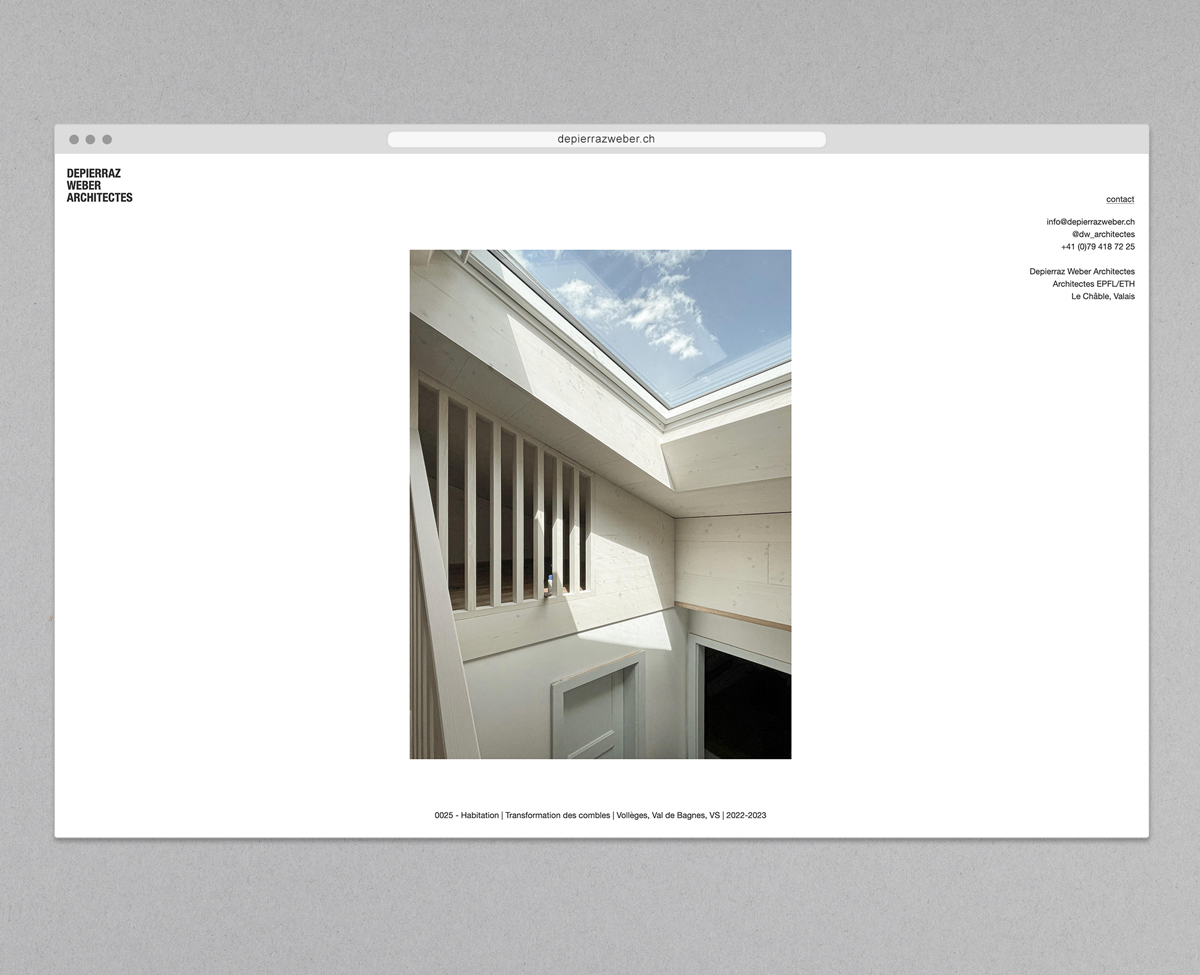 depierrazweber.ch
DEPIERRAZ
WEBER
ARCHITECTES
contact
info@depierrazweber.ch
@dw_architectes
+41 (0)79 418 72 25
Depierraz Weber Architectes
Architectes EPFL/ETH
Le Châble, Valais
0025 - Habitation | Transformation des combles | Vollèges, Val de Bagnes, VS | 2022-2023